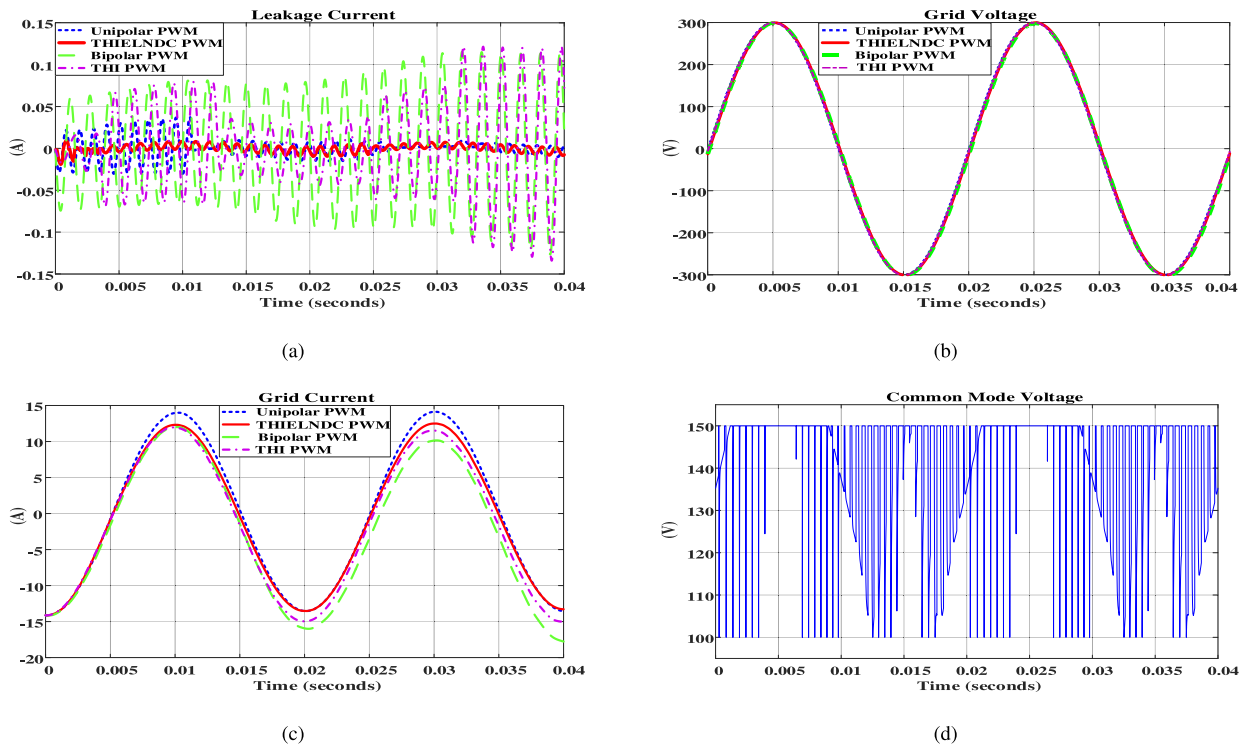 Leakage Current
0.15
0.1
0.05
0
-0.05
-0.1
-0.15
(A)
Unipolar PWM
THIELNDC PWM
Bipolar PWM
THI PWM
0 0.005 0.01 0.015 0.02 0.025 0.03 0.035 0.04
Time (seconds)
(a)
Grid Voltage
300
200
100
0
-100
-200
-300
(V)
Unipolar PWM
THIELNDC PWM
Bipolar PWM
THI PWM
0 0.005 0.01 0.015 0.02 0.025 0.03 0.035 0.04
Time (seconds)
(b)
Grid Current
15
10
5
0
-5
-10
-15
-20
(A)
Unipolar PWM
THIELNDC PWM
Bipolar PWM
THI PWM
0 0.005 0.01 0.015 0.02 0.025 0.03 0.035 0.04
Time (seconds)
(c)
Common Mode Voltage
150
140
130
120
110
100
(V)
0 0.005 0.01 0.015 0.02 0.025 0.03 0.035 0.04
Time (seconds)
(d)